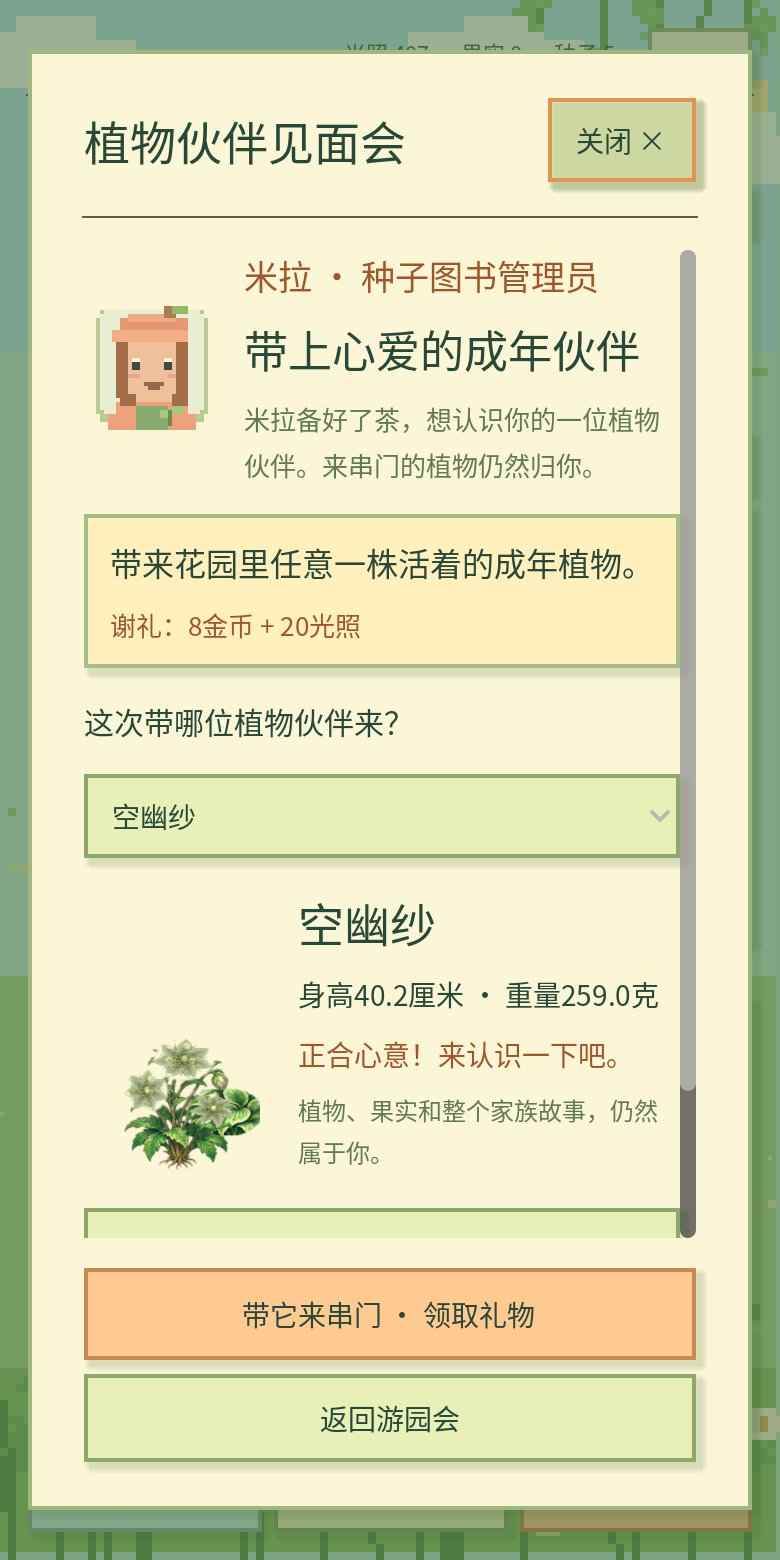 植物伙伴见面会
关闭 ×
米拉 · 种子图书管理员
带上心爱的成年伙伴
米拉备好了茶，想认识你的一位植物
伙伴。来串门的植物仍然归你。
带来花园里任意一株活着的成年植物。
谢礼：8金币 + 20光照
这次带哪位植物伙伴来？
空幽纱
空幽纱
身高40.2厘米 · 重量259.0克
正合心意！来认识一下吧。
植物、果实和整个家族故事，仍然
属于你。
带它来串门 · 领取礼物
返回游园会